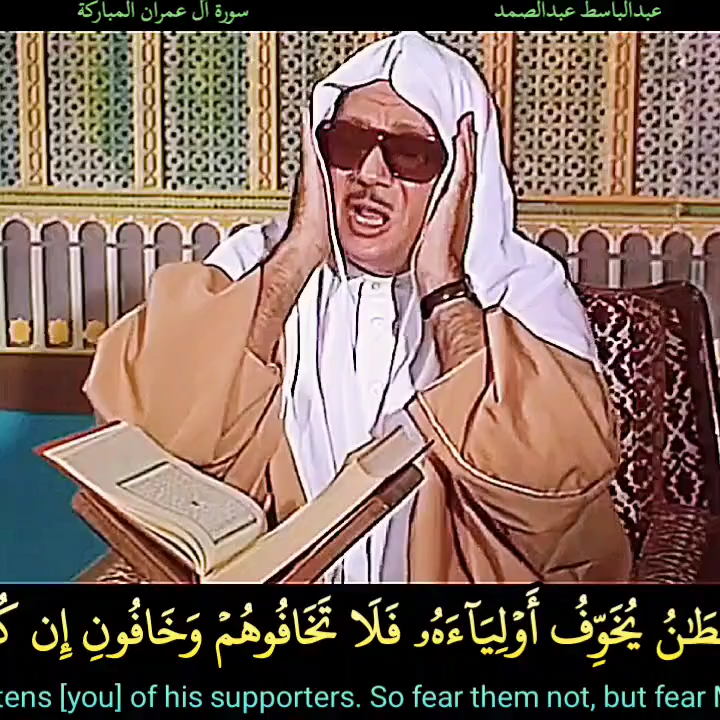 عبدالباسط عبدالصمد
سورة آل عمران المباركة
يُخَوِّفُ أَوْلِيَآءَهُۥ فَلَا تَخَافُوهُمْ وَخَافُونِ إِن
[you] of his supporters. So fear them not, but fear